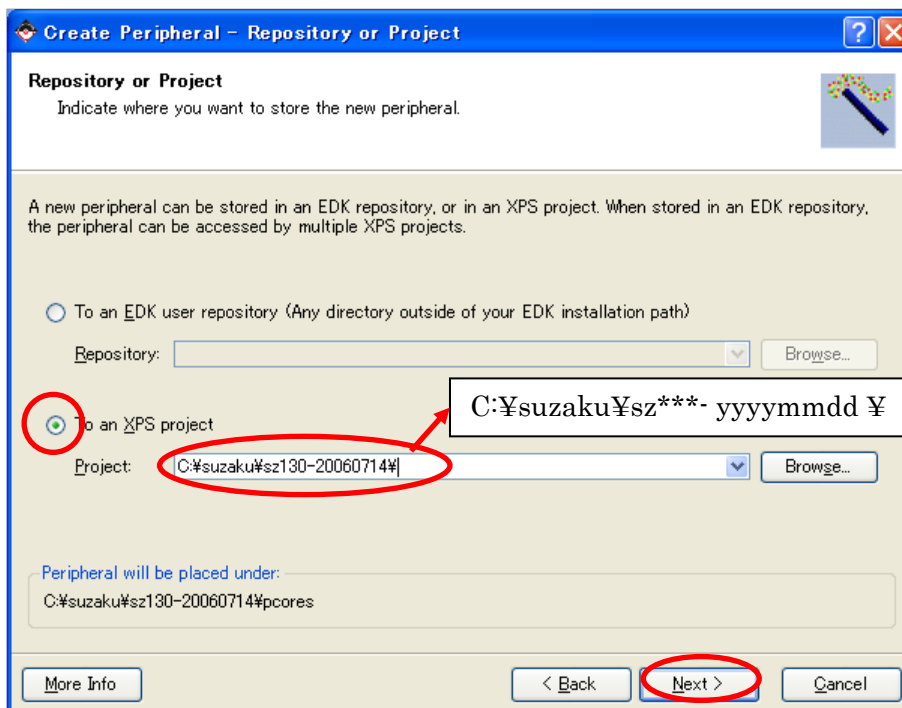 Create Peripheral - Repository or Project
Repository or Project
Indicate where you want to store the new peripheral.
A new peripheral can be stored in an EDK repository, or in an XPS project. When stored in an EDK repository,
the peripheral can be accessed by multiple XPS projects.
To an EDK user repository (Any directory outside of your EDK installation path)
Repository:
Browse...
C:¥suzaku¥sz***- yyyymmdd ¥
To an XPS project
Project:
C:¥suzaku¥sz130-20060714¥
Browse...
Peripheral will be placed under:
C:¥suzaku¥sz130-20060714¥pcores
More Info
< Back
Next >
Cancel